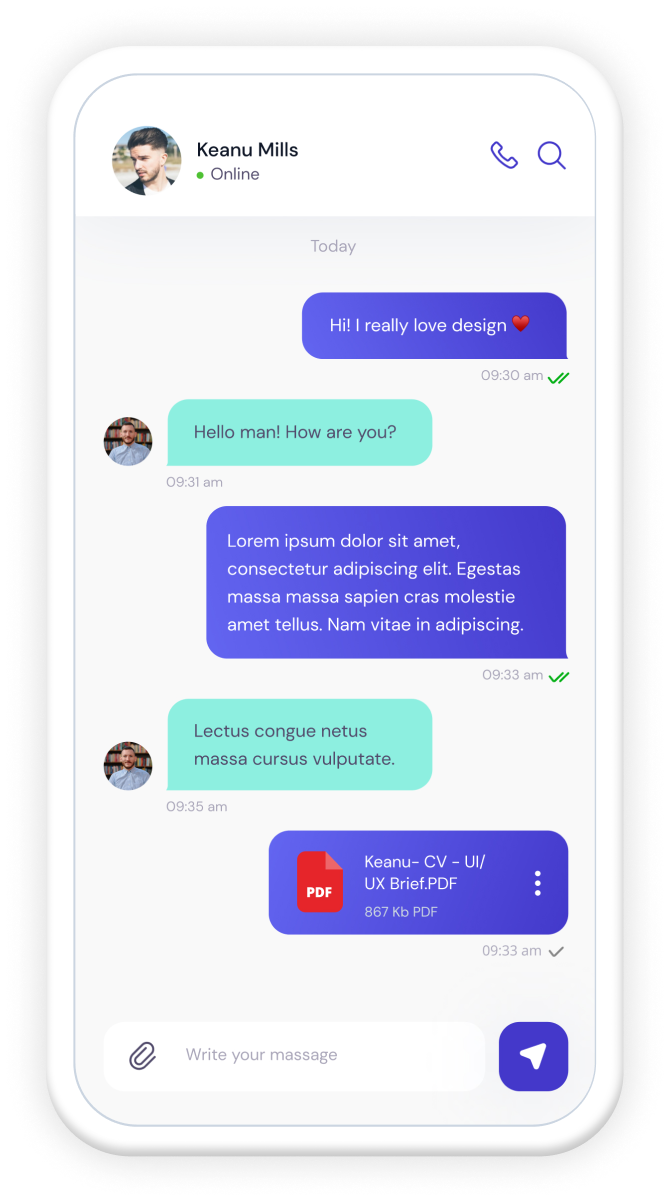 Keanu Mills
Online
Today
Hi! I really love design ❤️
09:30 am
Hello man! How are you?
09:31 am
Lorem ipsum dolor sit amet,
consectetur adipiscing elit. Egestas
massa massa sapien cras molestie
amet tellus. Nam vitae in adipiscing.
09:33 am
Lectus congue netus
massa cursus vulputate.
09:35 am
PDF
Keanu- CV - UI/
UX Brief.PDF
867 Kb PDF
09:33 am
Write your massage